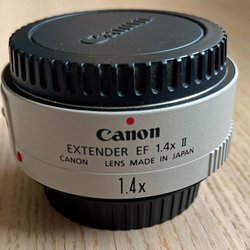 Canon
Canon
EXTENDER EF 1.4x II
CANON LENS MADE IN JAPAN
1.4x